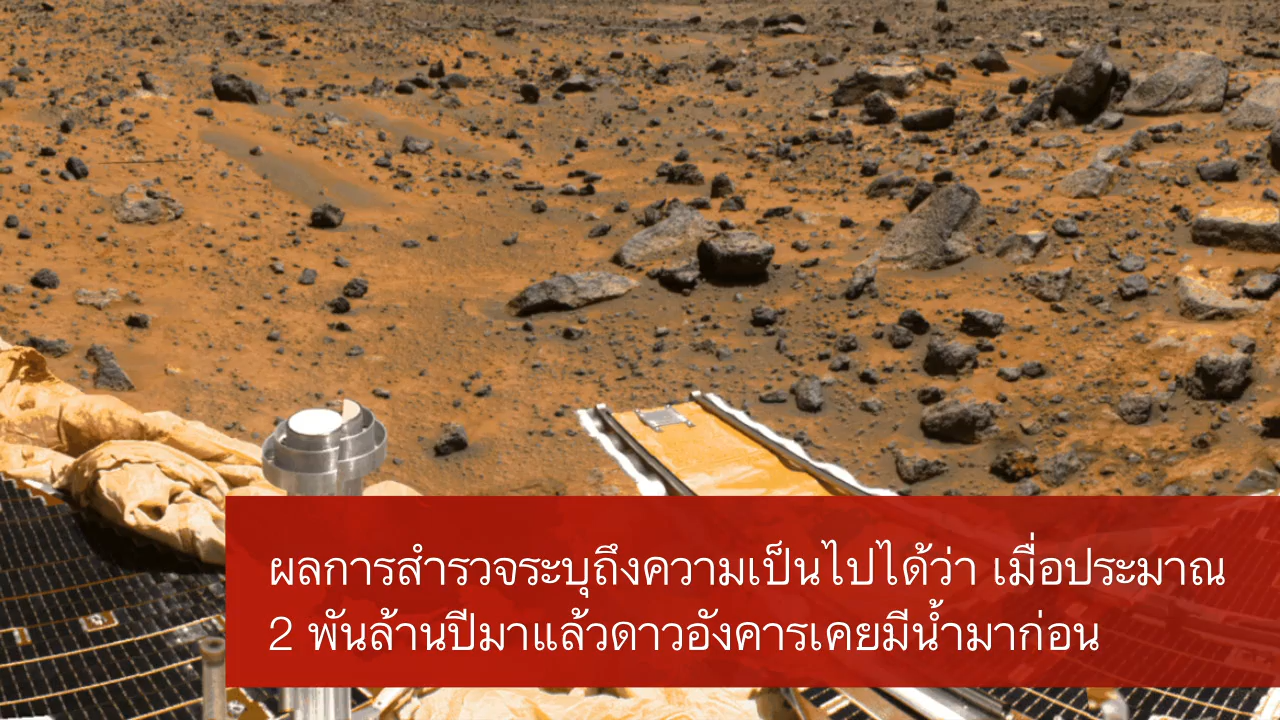 ผลการสำรวจระบุถึงความเป็นไปได้ว่า เมื่อประมาณ
2 พันล้านปีมาแล้วดาวอังคารเคยมีน้ำมาก่อน